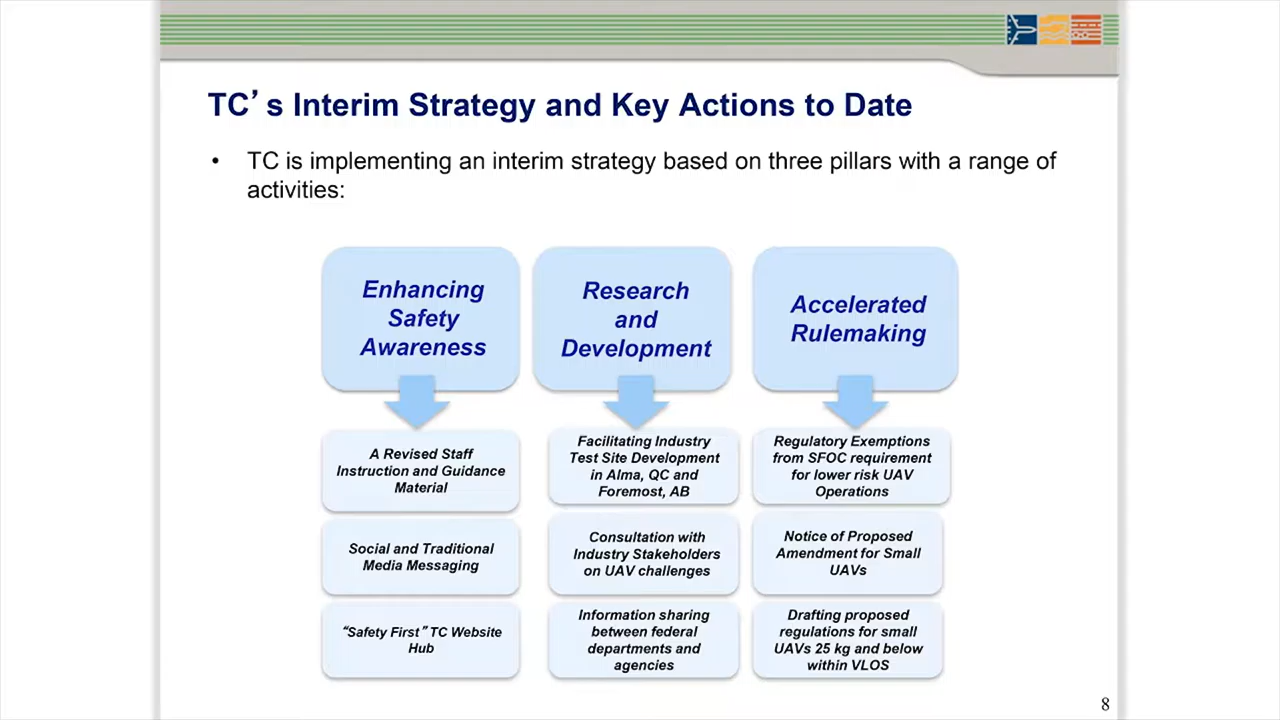 TC’s Interim Strategy and Key Actions to Date
• TC is implementing an interim strategy based on three pillars with a range of
activities:
Enhancing
Safety
Awareness
A Revised Staff
Instruction and Guidance
Material
Social and Traditional
Media Messaging
“Safety First” TC Website
Hub
Research
and
Development
Facilitating Industry
Test Site Development
in Alma, QC and
Foremost, AB
Consultation with
Industry Stakeholders
on UAV challenges
Information sharing
between federal
departments and
agencies
Accelerated
Rulemaking
Regulatory Exemptions
from SFOC requirement
for lower risk UAV
Operations
Notice of Proposed
Amendment for Small
UAVs
Drafting proposed
regulations for small
UAVs 25 kg and below
within VLOS
8